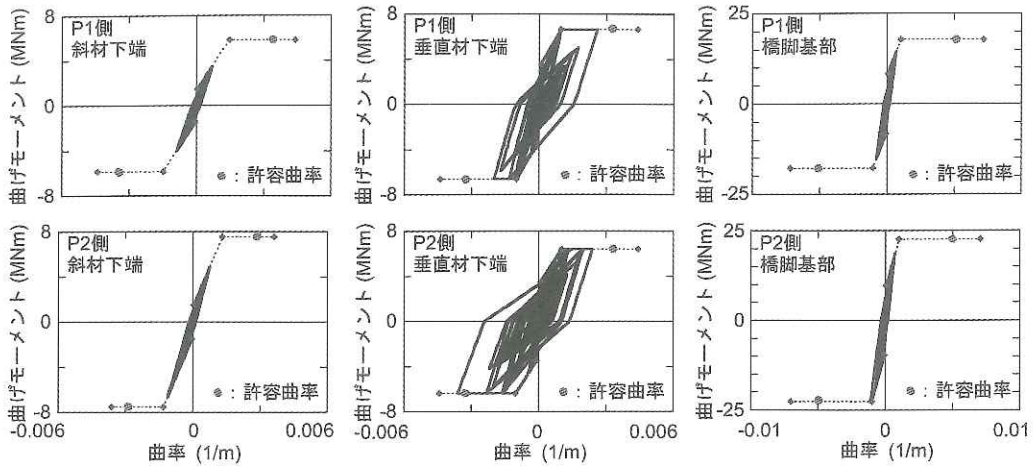 P1側
斜材下端
曲げモーメント (MNm)
8
0
-8
: 許容曲率
P1側
垂直材下端
曲げモーメント (MNm)
8
0
-8
: 許容曲率
P1側
橋脚基部
曲げモーメント (MNm)
25
0
-25
: 許容曲率
P2側
斜材下端
曲げモーメント (MNm)
8
0
-8
: 許容曲率
-0.006
0
0.006
曲率 (1/m)
P2側
垂直材下端
曲げモーメント (MNm)
8
0
-8
: 許容曲率
-0.006
0
0.006
曲率 (1/m)
P2側
橋脚基部
曲げモーメント (MNm)
25
0
-25
: 許容曲率
-0.01
0
0.01
曲率 (1/m)